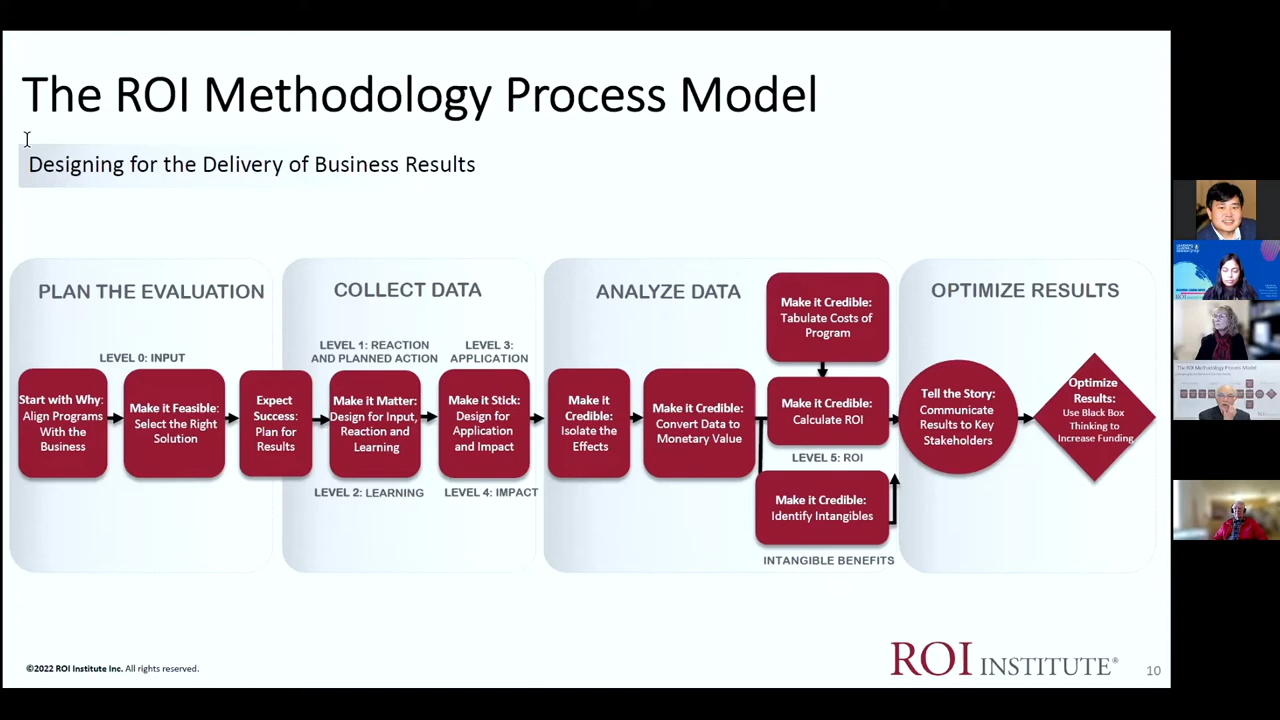 The ROI Methodology Process Model
Designing for the Delivery of Business Results
PLAN THE EVALUATION
LEVEL 0: INPUT
Start with Why:
Align Programs
With the
Business
Make it Feasible:
Select the Right
Solution
Expect
Success:
Plan for
Results
COLLECT DATA
LEVEL 1: REACTION
AND PLANNED ACTION
LEVEL 3:
APPLICATION
Make it Matter:
Design for Input,
Reaction and
Learning
Make it Stick:
Design for
Application
and Impact
LEVEL 2: LEARNING
LEVEL 4: IMPACT
ANALYZE DATA
Make it
Credible:
Isolate the
Effects
Make it Credible:
Convert Data to
Monetary Value
Make it Credible:
Tabulate Costs of
Program
Make it Credible:
Calculate ROI
LEVEL 5: ROI
Make it Credible:
Identify Intangibles
INTANGIBLE BENEFITS
OPTIMIZE RESULTS
Tell the Story:
Communicate
Results to Key
Stakeholders
Optimize
Results:
Use Black Box
Thinking to
Increase Funding
©2022 ROI Institute Inc. All rights reserved.
ROI INSTITUTE®
10
The ROI Methodology Process Model